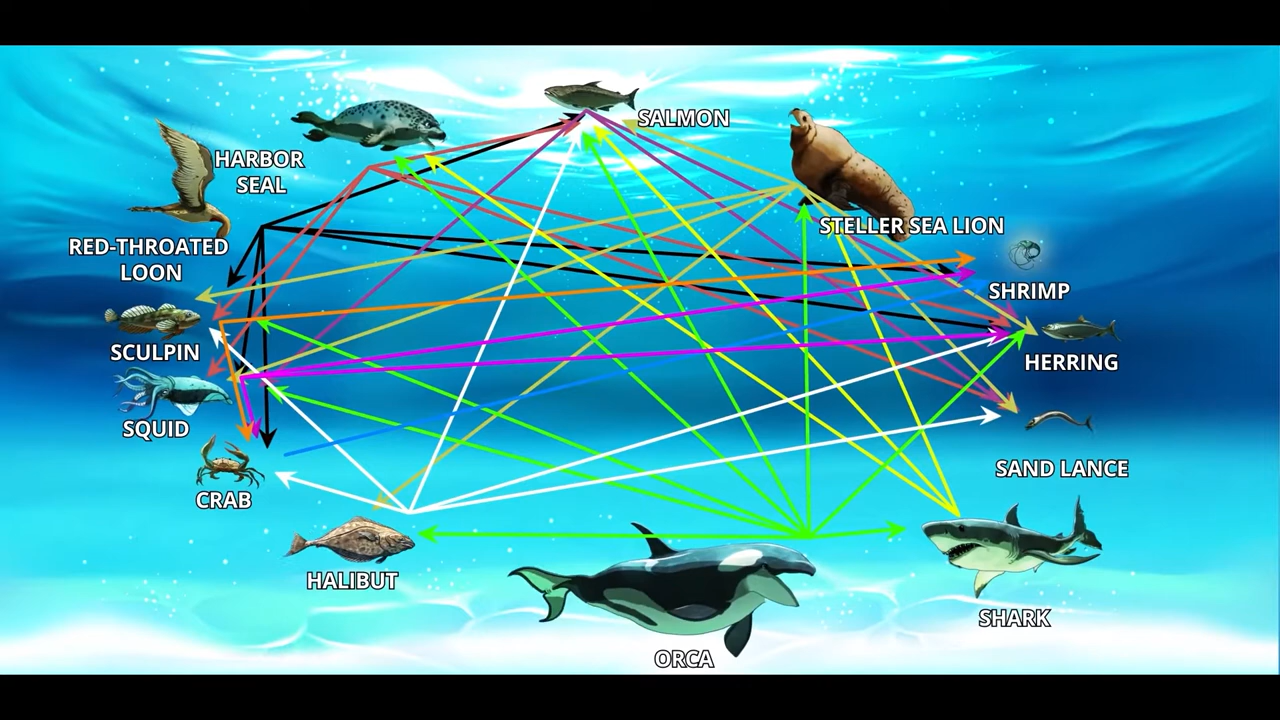 SALMON
HARBOR
SEAL
STELLER SEA LION
RED-THROATED
LOON
SHRIMP
SCULPIN
HERRING
SQUID
SAND LANCE
CRAB
HALIBUT
SHARK
ORCA